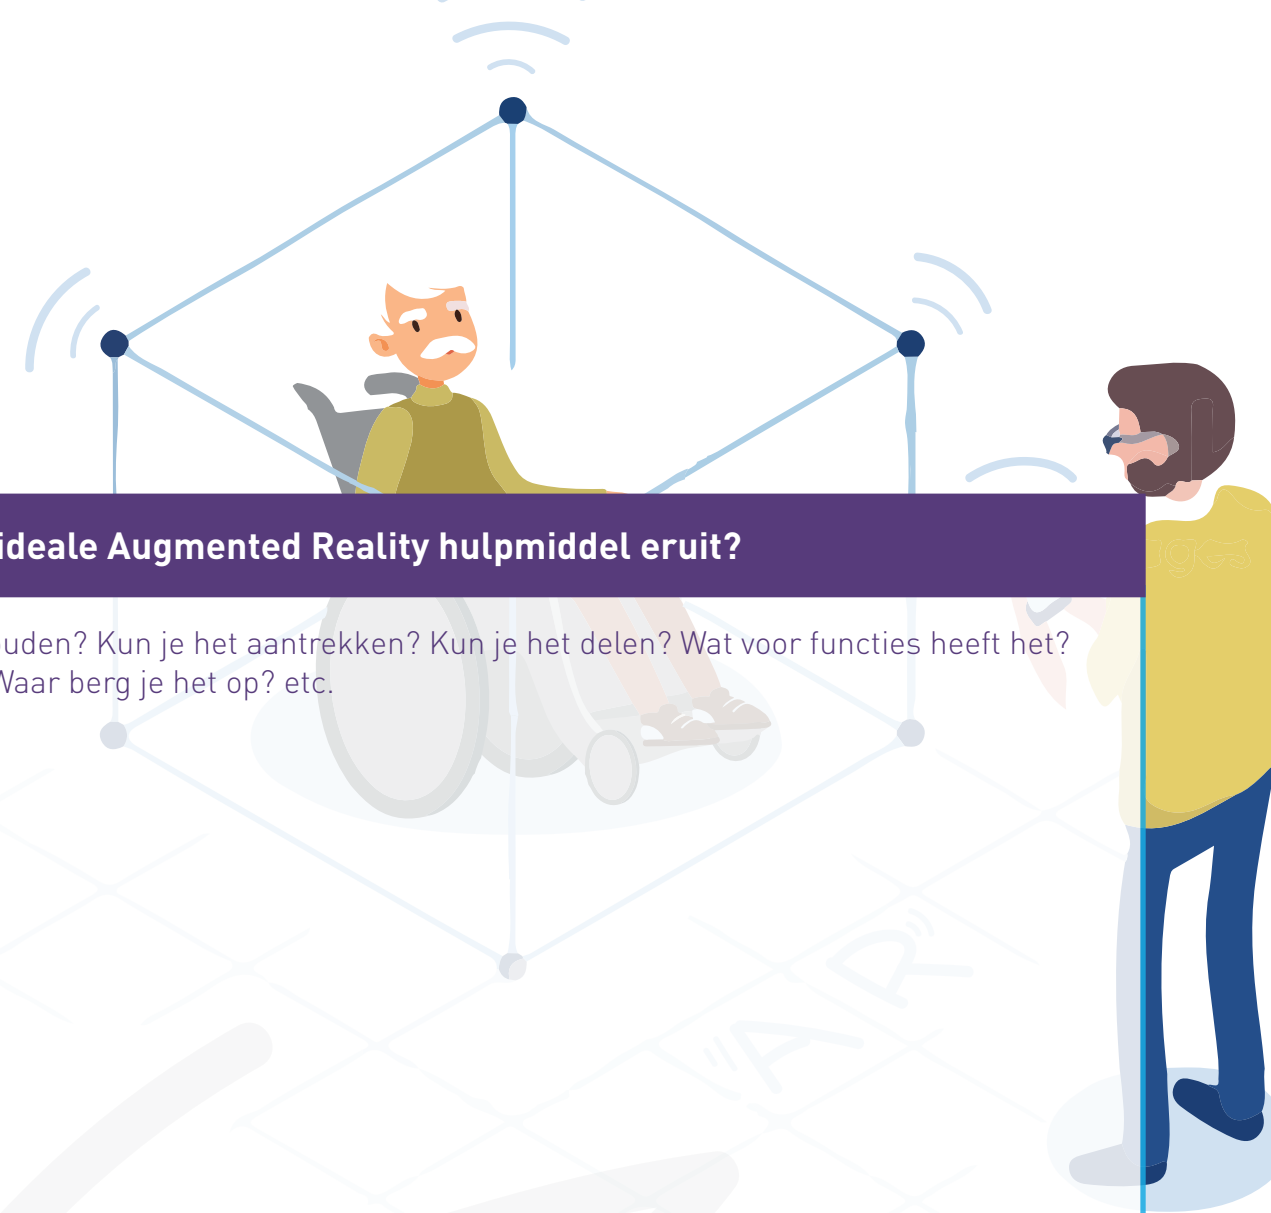 ideale Augmented Reality hulpmiddel eruit?
uden? Kun je het aantrekken? Kun je het delen? Wat voor functies heeft het?
Waar berg je het op? etc.
AR